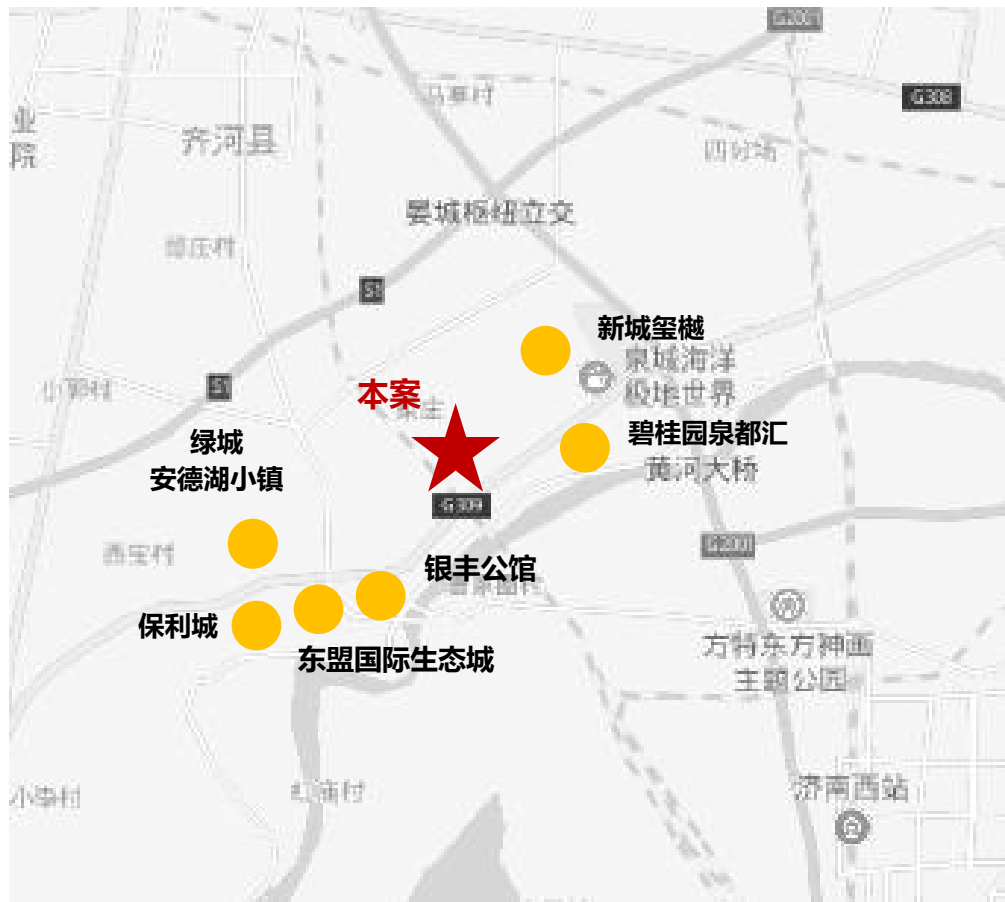 G2001
G308
业
院
齐河县
马寨村
晏城枢纽立交
邱庄村
S1
新城玺樾
泉城海洋
极地世界
S1
本案
碧桂园泉都汇
黄河大桥
绿城
安德湖小镇
G309
G2001
银丰公馆
保利城
东盟国际生态城
方特东方神画
主题公园
济南西站